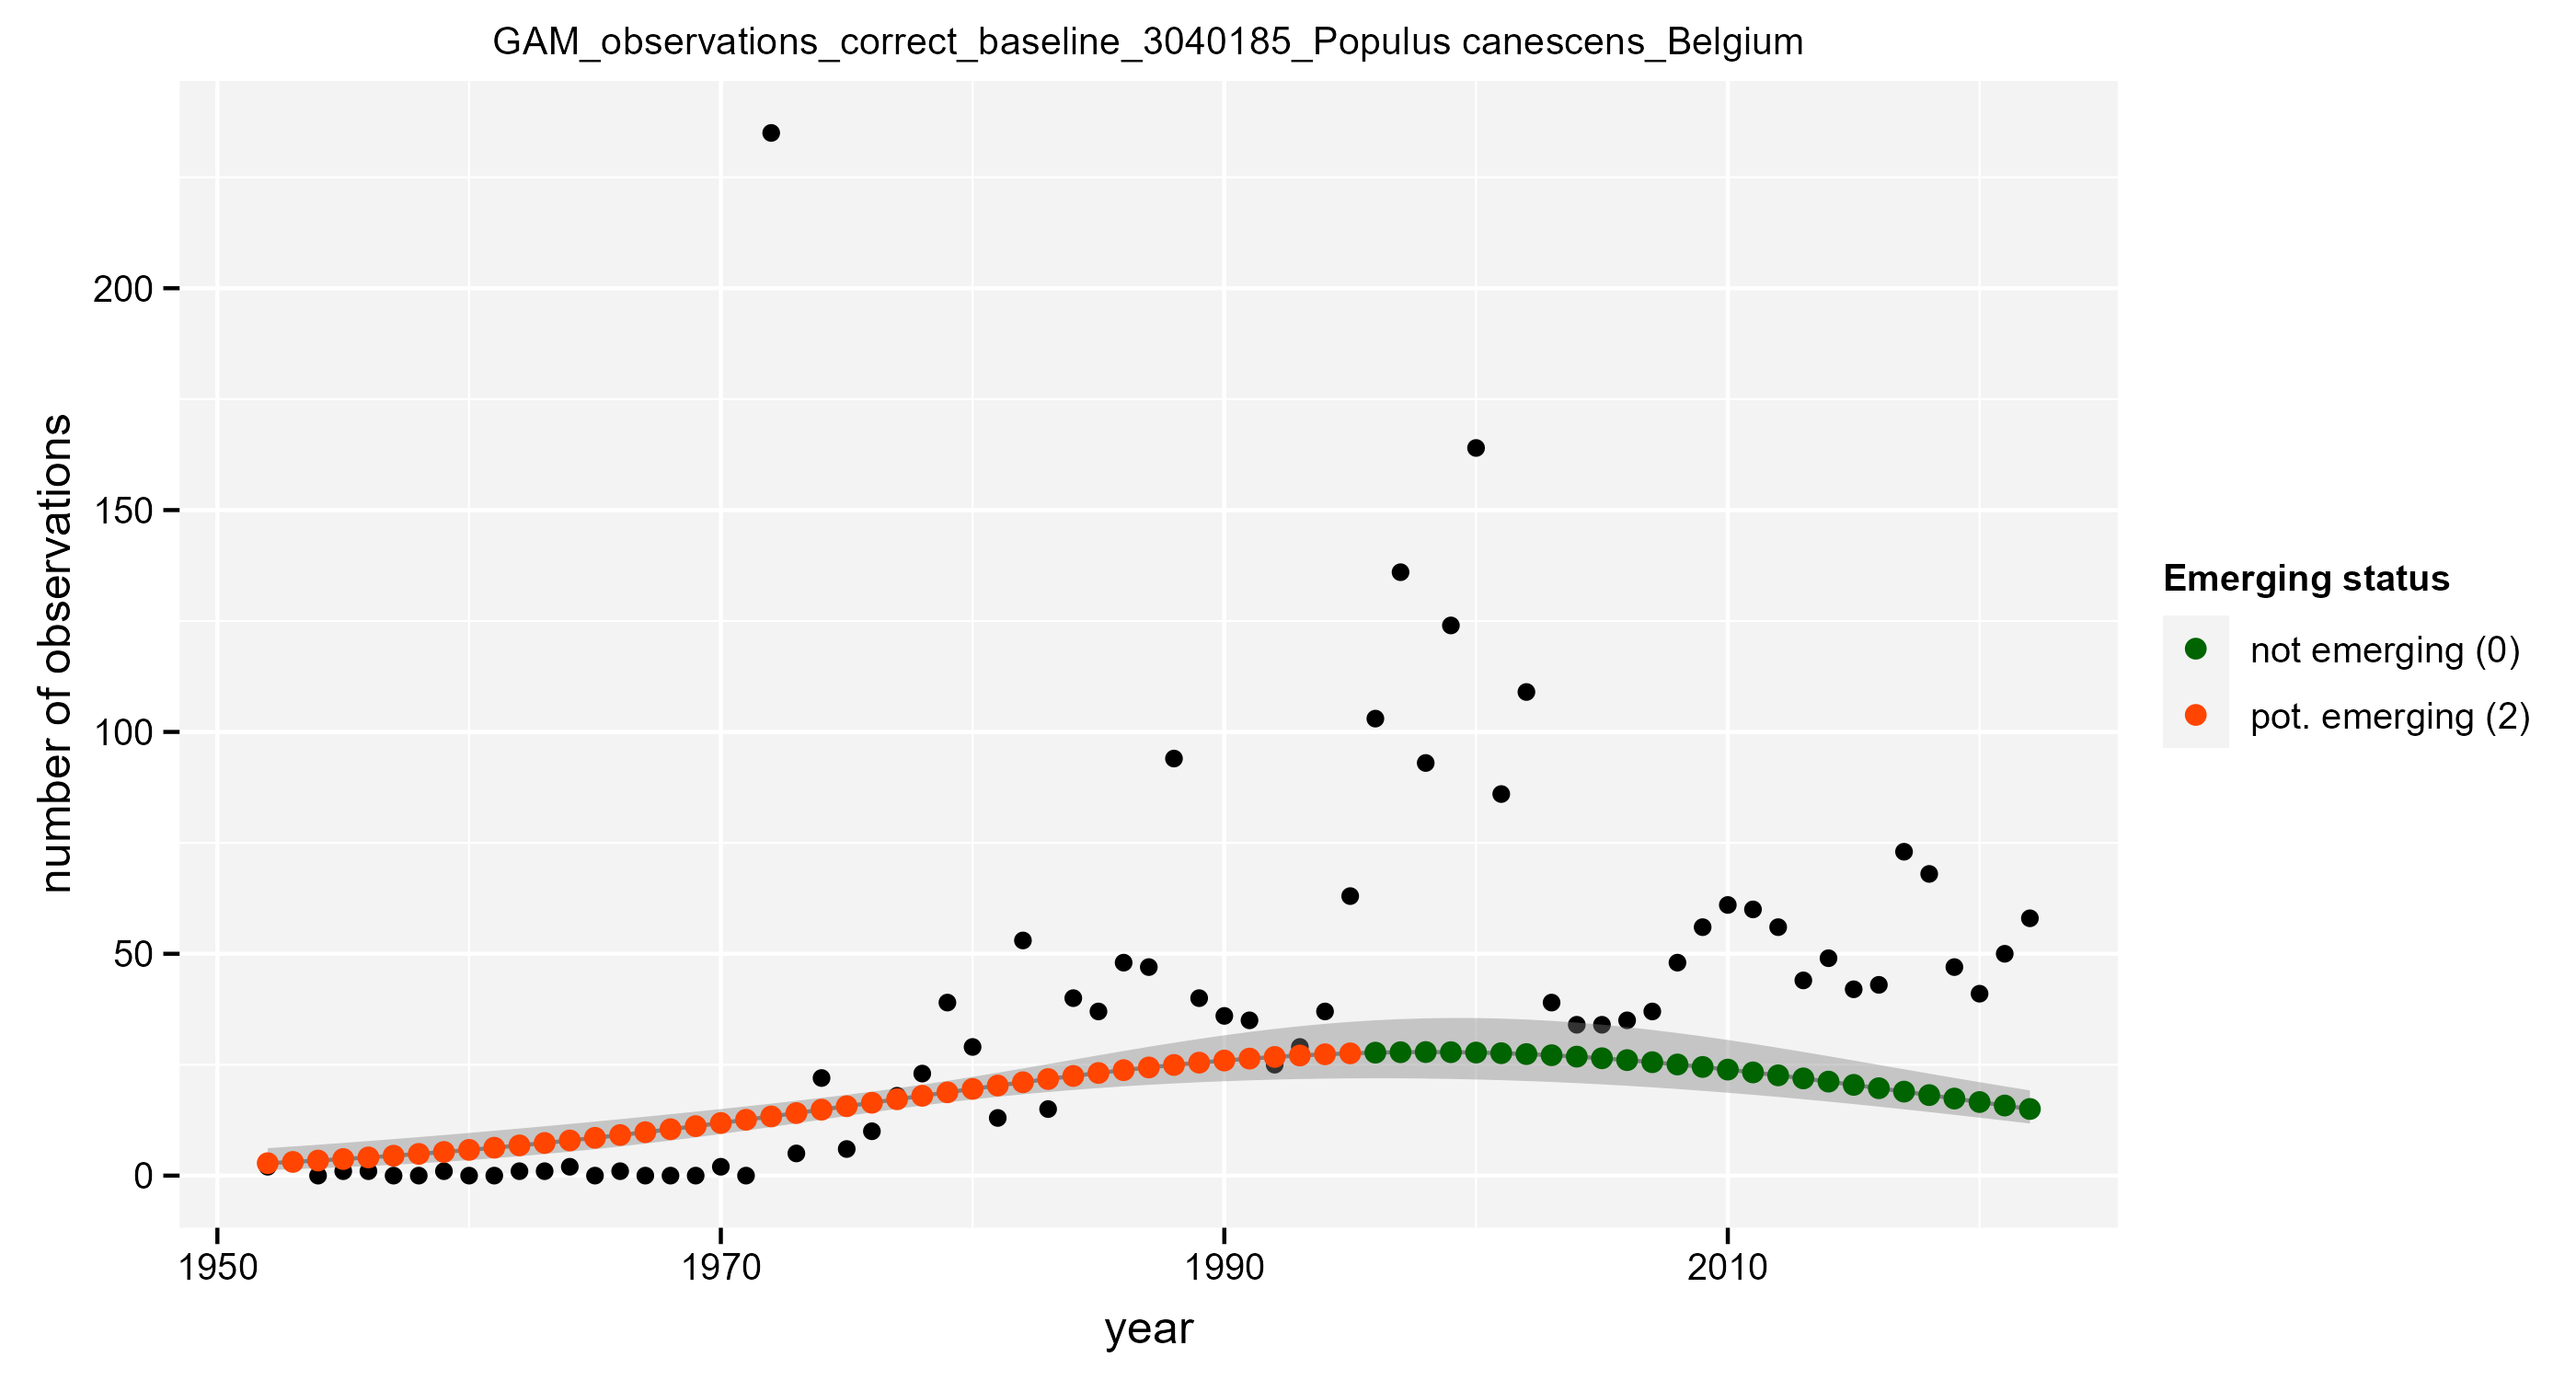 GAM_observations_correct_baseline_3040185_Populus canescens_Belgium
number of observations
200
150
100
50
0
1950
1970
1990
2010
year
Emerging status
not emerging (0)
pot. emerging (2)